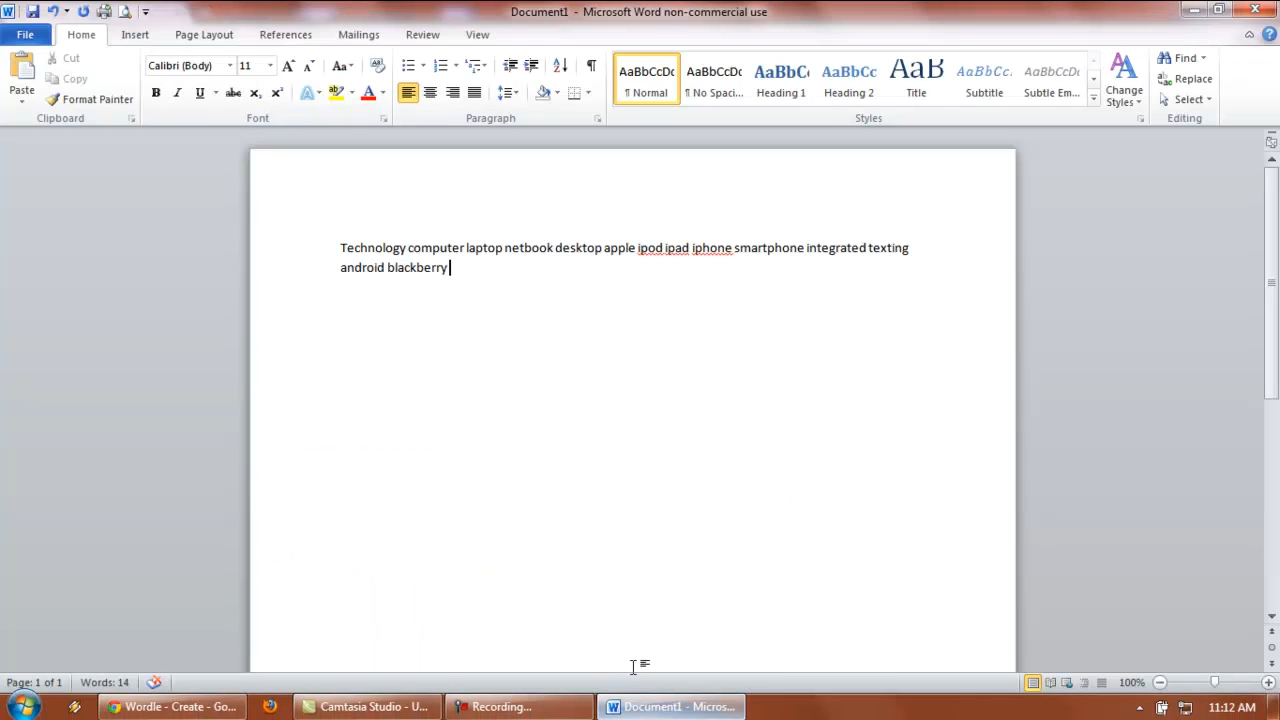 Document1 - Microsoft Word non-commercial use
File Home Insert Page Layout References Mailings Review View
Paste
Cut
Copy
Format Painter
Clipboard
Calibri (Body) 11
Font
Paragraph
AaBbCcDc AaBbCcDc AaBbC AaBbCc AaB AaBbCc. AaBbCcDc
¶ Normal ¶ No Spaci... Heading 1 Heading 2 Title Subtitle Subtle Em...
Change Styles
Styles
Find
Replace
Select
Editing
Technology computer laptop netbook desktop apple ipod ipad iphone smartphone integrated texting
android blackberry
Page: 1 of 1 Words: 14 100%
Wordle - Create - Go... Camtasia Studio - U... Recording... Document1 - Micros... 11:12 AM